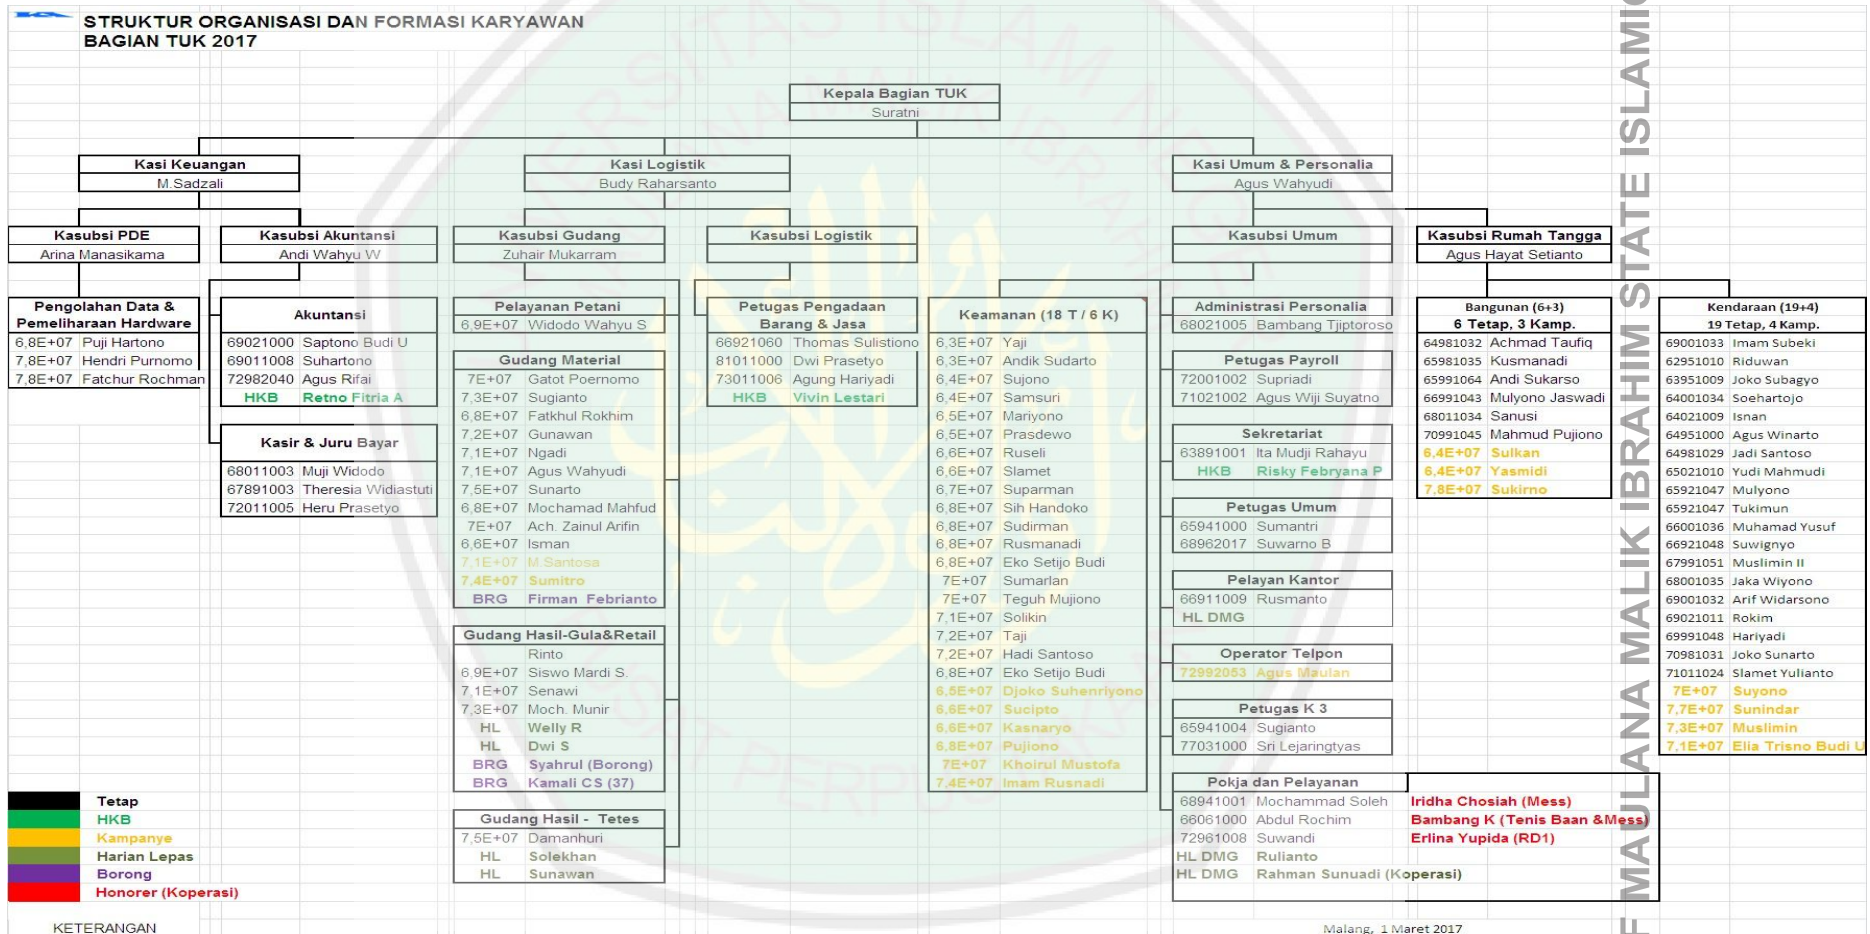 STRUKTUR ORGANISASI DAN FORMASI KARYAWAN
BAGIAN TUK 2017
Kepala Bagian TUK
Suratni
Kasi Keuangan
M.Sadzali
Kasi Logistik
Budy Raharsanto
Kasi Umum & Personalia
Agus Wahyudi
Kasubsi PDE
Arina Manasikama
Kasubsi Akuntansi
Andi Wahyu W
Kasubsi Gudang
Zuhair Mukarram
Kasubsi Logistik
Kasubsi Umum
Kasubsi Rumah Tangga
Agus Hayat Setianto
Pengolahan Data &
Pemeliharaan Hardware
6,8E+07 Puji Hartono
7,8E+07 Hendri Purnomo
7,8E+07 Fatchur Rochman
Akuntansi
69021000 Saptono Budi U
69011008 Suhartono
72982040 Agus Rifai
HKB Retno Fitria A
Kasir & Juru Bayar
68011003 Muji Widodo
67891003 Theresia Widiastuti
72011005 Heru Prasetyo
Pelayanan Petani
6,9E+07 Widodo Wahyu S
Gudang Material
7E+07 Gatot Poernomo
7,3E+07 Sugianto
6,8E+07 Fatkhul Rokhim
7,2E+07 Gunawan
7,1E+07 Ngadi
7,1E+07 Agus Wahyudi
7,5E+07 Sunarto
6,8E+07 Mochamad Mahfud
7E+07 Ach. Zainul Arifin
6,6E+07 Isman
7,1E+07 M.Santosa
7,4E+07 Sumitro
BRG Firman Febrianto
Gudang Hasil-Gula&Retail
Rinto
6,9E+07 Siswo Mardi S.
7,1E+07 Senawi
7,3E+07 Moch. Munir
HL Welly R
HL Dwi S
BRG Syahrul (Borong)
BRG Kamali CS (37)
Gudang Hasil - Tetes
7,5E+07 Damanhuri
HL Solekhan
HL Sunawan
Petugas Pengadaan
Barang & Jasa
66921060 Thomas Sulistiono
81011000 Dwi Prasetyo
73011006 Agung Hariyadi
HKB Vivin Lestari
Keamanan (18 T / 6 K)
6,3E+07 Yaji
6,3E+07 Andik Sudarto
6,4E+07 Sujono
6,4E+07 Samsuri
6,5E+07 Mariyono
6,5E+07 Prasdewo
6,6E+07 Ruseli
6,6E+07 Slamet
6,7E+07 Suparman
6,8E+07 Sih Handoko
6,8E+07 Sudirman
6,8E+07 Rusmanadi
6,8E+07 Eko Setijo Budi
7E+07 Sumarlan
7E+07 Teguh Mujiono
7,1E+07 Solikin
7,2E+07 Taji
7,2E+07 Hadi Santoso
6,8E+07 Eko Setijo Budi
6,5E+07 Djoko Suhenriyono
6,6E+07 Sucipto
6,6E+07 Kasnaryo
6,8E+07 Pujiono
7E+07 Khoirul Mustofa
7,4E+07 Imam Rusnadi
Administrasi Personalia
68021005 Bambang Tjiptoroso
Petugas Payroll
72001002 Supriadi
71021002 Agus Wiji Suyatno
Sekretariat
63891001 Ita Mudji Rahayu
HKB Risky Febryana P
Petugas Umum
65941000 Sumantri
68962017 Suwarno B
Pelayan Kantor
66911009 Rusmanto
HL DMG
Operator Telpon
72992053 Agus Maulan
Petugas K 3
65941004 Sugianto
77031000 Sri Lejaringtyas
Pokja dan Pelayanan
68941001 Mochammad Soleh Iridha Chosiah (Mess)
66061000 Abdul Rochim Bambang K (Tenis Baan &Mess)
72961008 Suwandi Erlina Yupida (RD1)
HL DMG Rulianto
HL DMG Rahman Sunuadi (Koperasi)
Bangunan (6+3)
6 Tetap, 3 Kamp.
64981032 Achmad Taufiq
65981035 Kusmanadi
65991064 Andi Sukarso
66991043 Mulyono Jaswadi
68011034 Sanusi
70991045 Mahmud Pujiono
6,4E+07 Sulkan
6,4E+07 Yasmidi
7,8E+07 Sukirno
Kendaraan (19+4)
19 Tetap, 4 Kamp.
69001033 Imam Subeki
62951010 Riduwan
63951009 Joko Subagyo
64001034 Soehartojo
64021009 Isnan
64951000 Agus Winarto
64981029 Jadi Santoso
65021010 Yudi Mahmudi
65921047 Mulyono
65921047 Tukimun
66001036 Muhamad Yusuf
66921048 Suwignyo
67991051 Muslimin II
68001035 Jaka Wiyono
69001032 Arif Widarsono
69021011 Rokim
69991048 Hariyadi
70981031 Joko Sunarto
71011024 Slamet Yulianto
7E+07 Suyono
7,7E+07 Sunindar
7,3E+07 Muslimin
7,1E+07 Elia Trisno Budi U
Tetap
HKB
Kampanye
Harian Lepas
Borong
Honorer (Koperasi)
KETERANGAN
Malang, 1 Maret 2017
F MAULANA MALIK IBRAHIM STATE ISLAMIC
MAULANA MALIK IBRAHIM
PUSAT PERPUS